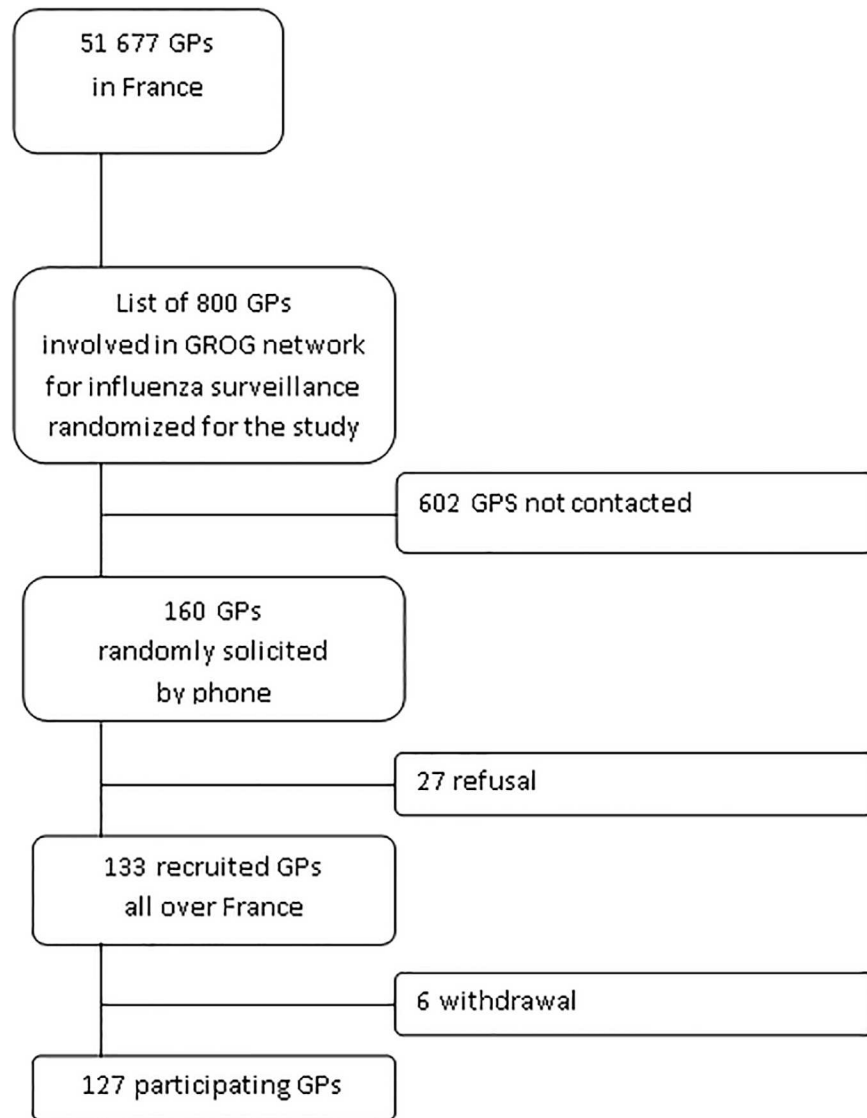 51 677 GPs
in France
List of 800 GPs
involved in GROG network
for influenza surveillance
randomized for the study
602 GPS not contacted
160 GPs
randomly solicited
by phone
27 refusal
133 recruited GPs
all over France
6 withdrawal
127 participating GPs